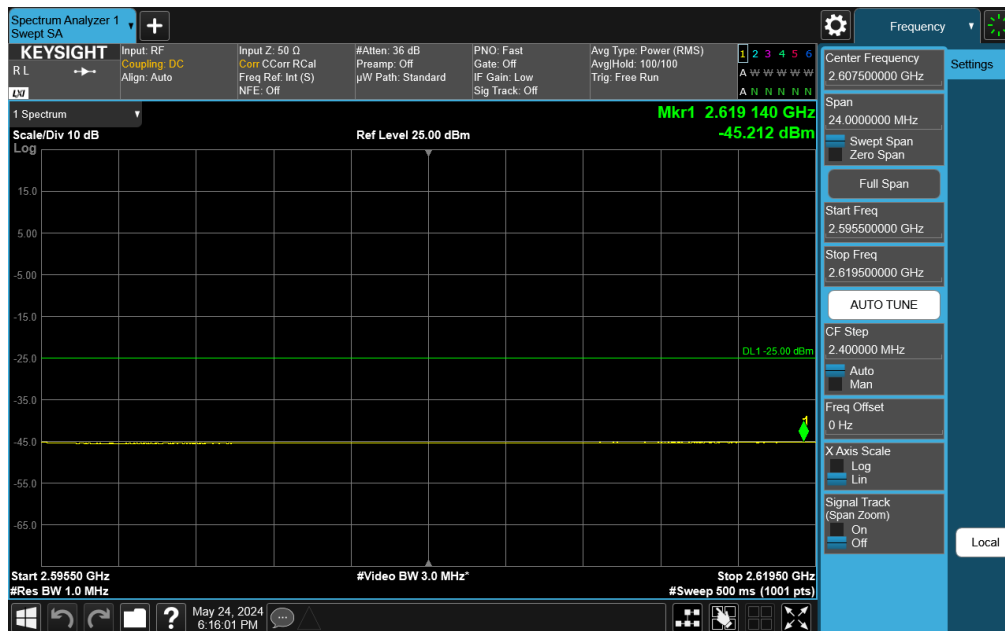 Spectrum Analyzer 1
Swept SA
Frequency
KEYSIGHT
R L
LXI
Input: RF
Coupling: DC
Align: Auto
Input Z: 50 Ω
Corr CCorr RCal
Freq Ref: Int (S)
NFE: Off
#Atten: 36 dB
Preamp: Off
µW Path: Standard
PNO: Fast
Gate: Off
IF Gain: Low
Sig Track: Off
Avg Type: Power (RMS)
Avg|Hold: 100/100
Trig: Free Run
1 2 3 4 5 6
A W W W W W
A N N N N N
1 Spectrum
Scale/Div 10 dB
Log
Ref Level 25.00 dBm
Mkr1 2.619 140 GHz
-45.212 dBm
15.0
5.00
-5.00
-15.0
-25.0
-35.0
-45.0
-55.0
-65.0
DL1 -25.00 dBm
1
Start 2.59550 GHz
#Res BW 1.0 MHz
#Video BW 3.0 MHz*
Stop 2.61950 GHz
#Sweep 500 ms (1001 pts)
Center Frequency
2.607500000 GHz
Span
24.0000000 MHz
Swept Span
Zero Span
Full Span
Start Freq
2.595500000 GHz
Stop Freq
2.619500000 GHz
AUTO TUNE
CF Step
2.400000 MHz
Auto
Man
Freq Offset
0 Hz
X Axis Scale
Log
Lin
Signal Track
(Span Zoom)
On
Off
Settings
Local
?
May 24, 2024
6:16:01 PM